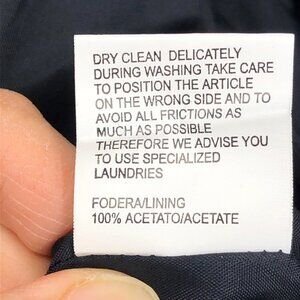 DRY CLEAN DELICATELY
DURING WASHING TAKE CARE
TO POSITION THE ARTICLE
ON THE WRONG SIDE AND TO
AVOID ALL FRICTIONS AS
MUCH AS POSSIBLE
THEREFORE WE ADVISE YOU
TO USE SPECIALIZED
LAUNDRIES
FODERA/LINING
100% ACETATO/ACETATE